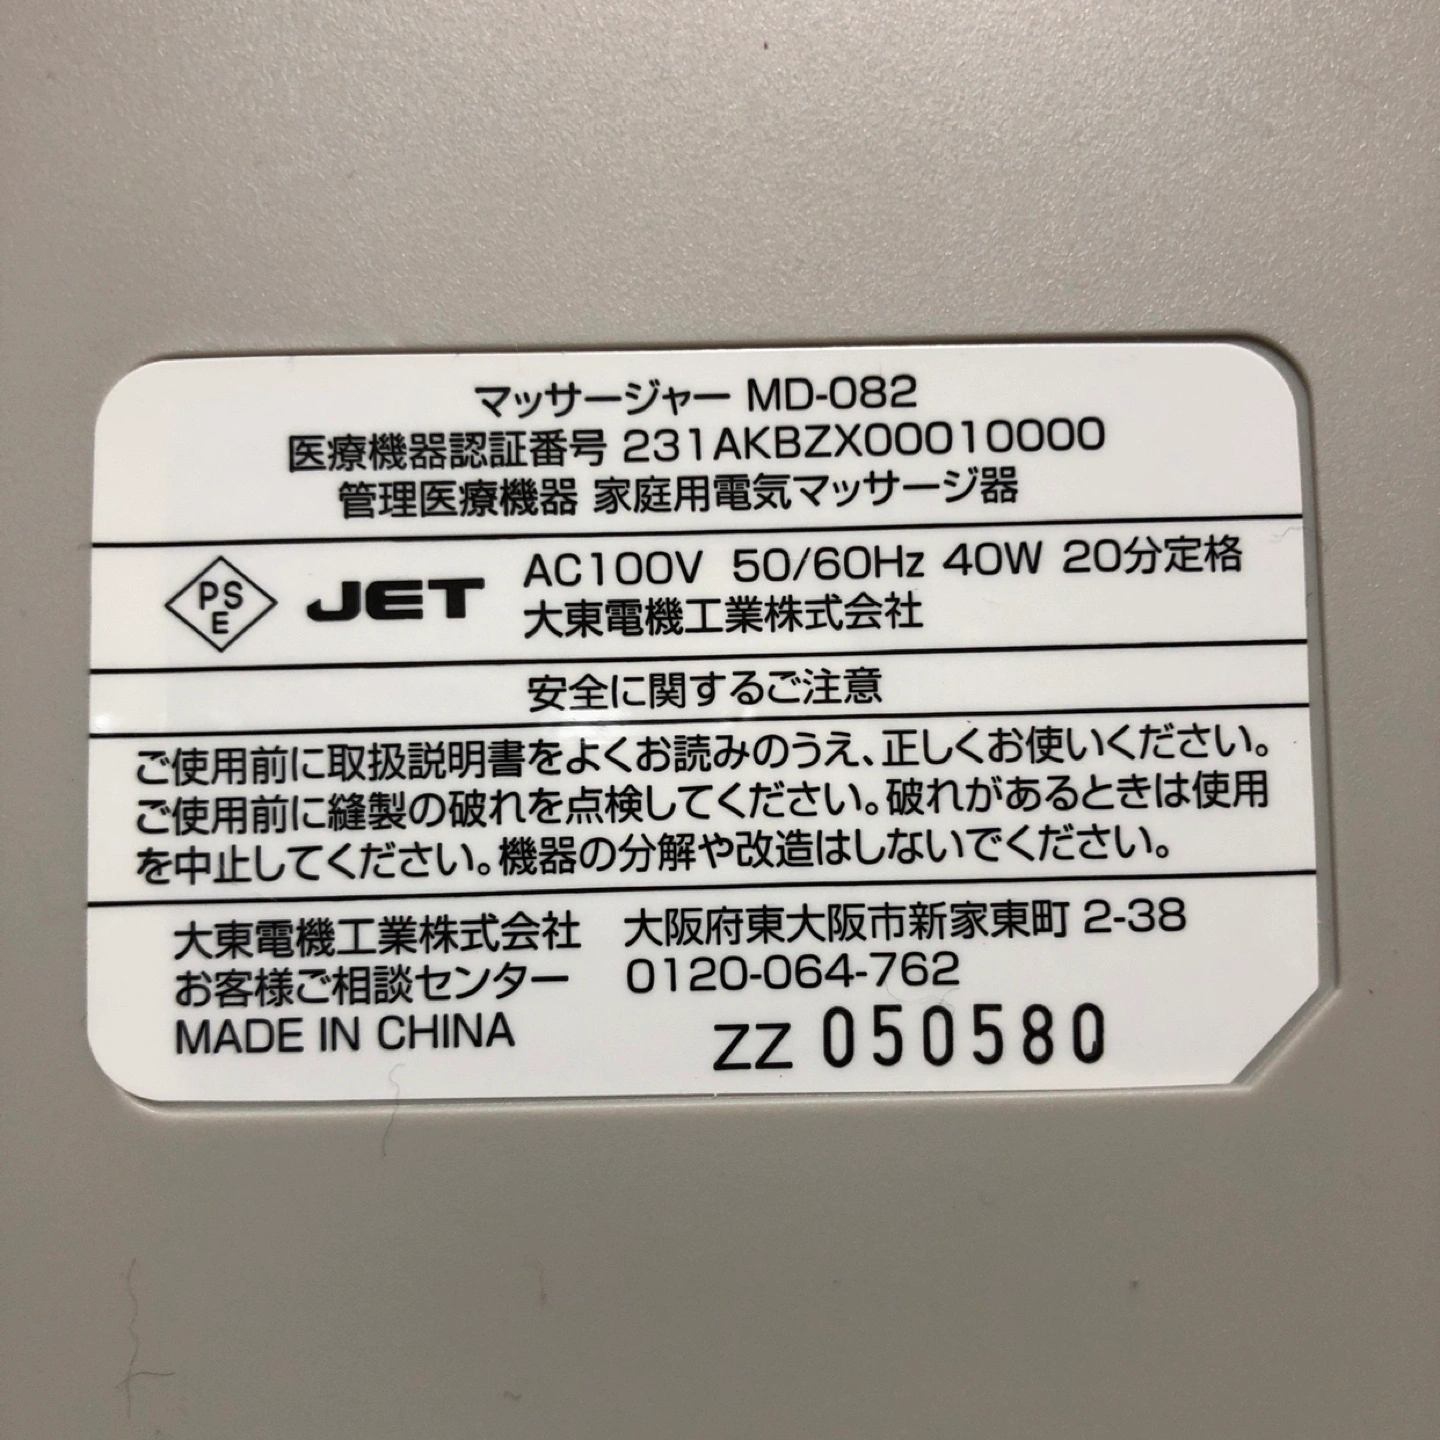 マッサージャー MD-082
医療機器認証番号 231AKBZX00010000
管理医療機器 家庭用電気マッサージ器
PS
E
JET
AC100V 50/60Hz 40W 20分定格
大東電機工業株式会社
安全に関するご注意
ご使用前に取扱説明書をよくお読みのうえ、正しくお使いください。
ご使用前に縫製の破れを点検してください。破れがあるときは使用
を中止してください。機器の分解や改造はしないでください。
大東電機工業株式会社 大阪府東大阪市新家東町 2-38
お客様ご相談センター 0120-064-762
MADE IN CHINA ZZ 050580